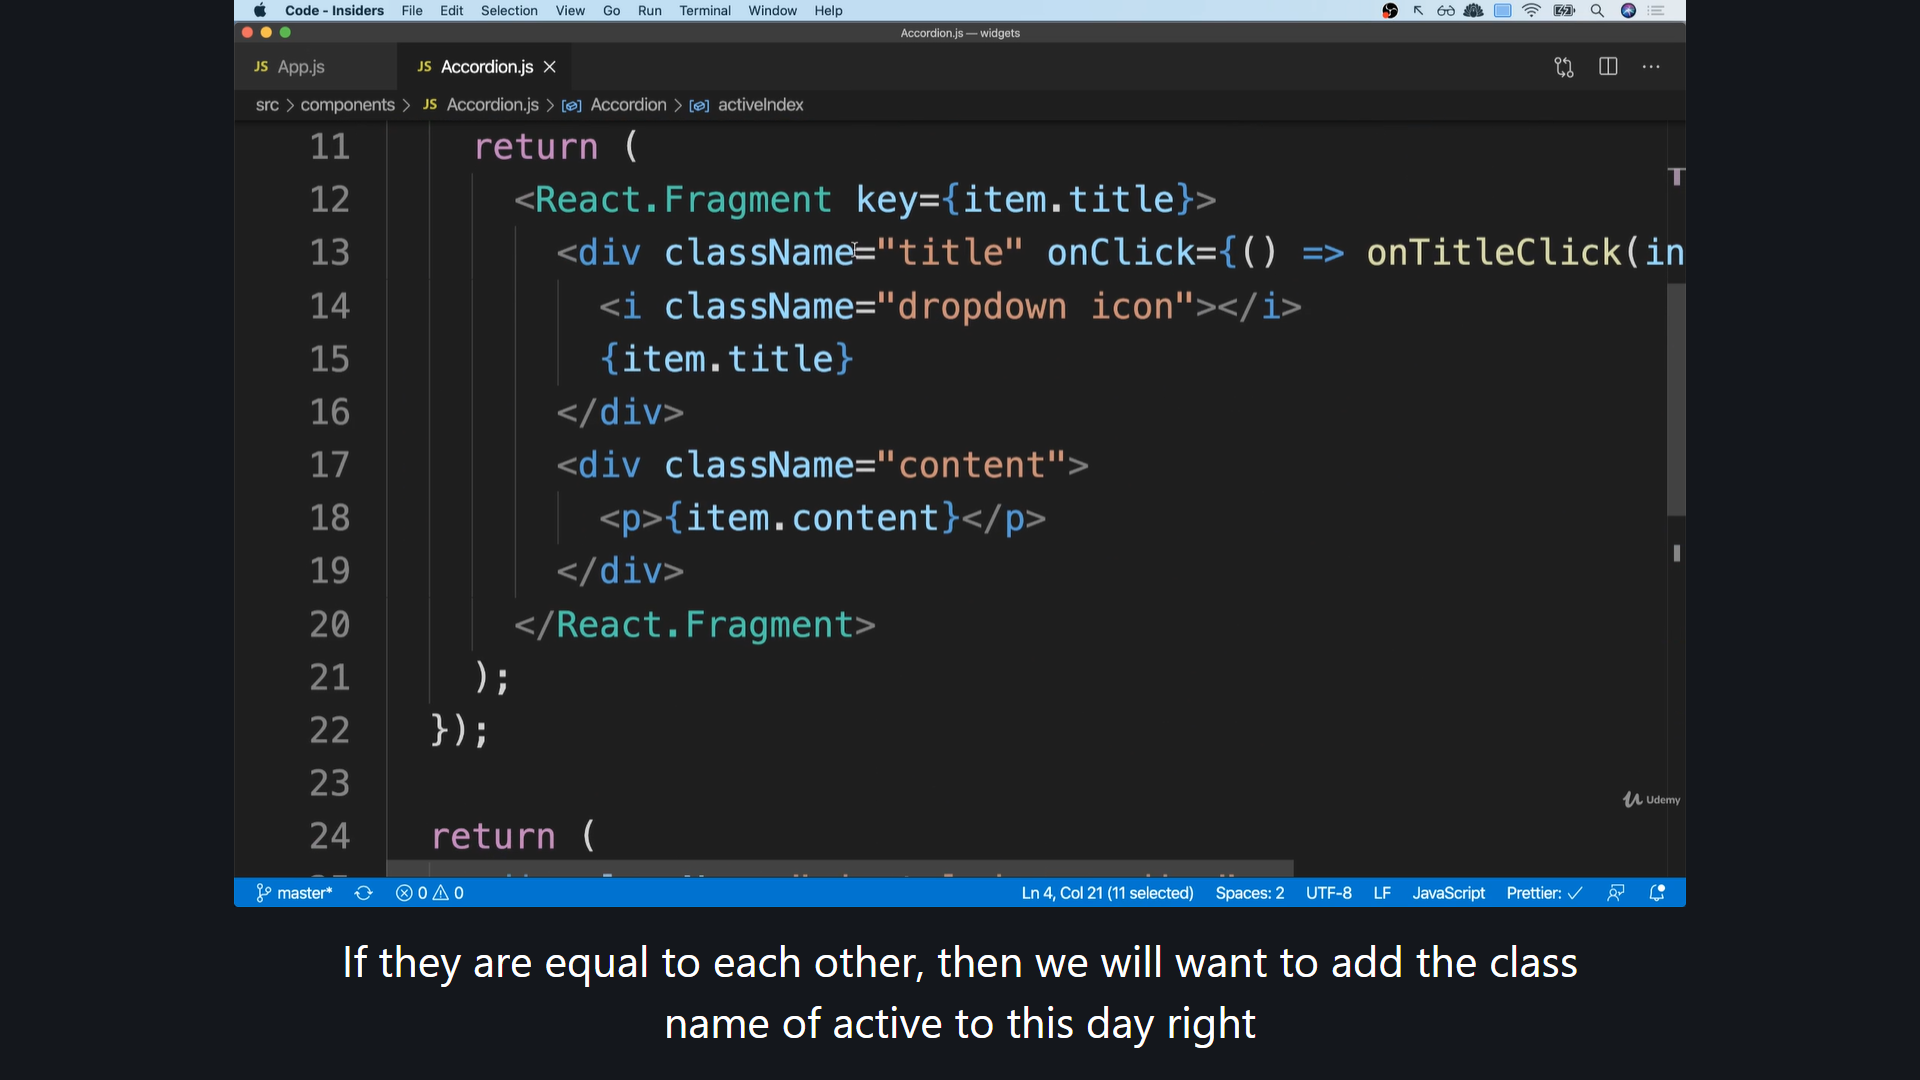 Code - Insiders File Edit Selection View Go Run Terminal Window Help
Accordion.js — widgets
JS App.js JS Accordion.js
src > components > JS Accordion.js > Accordion > activeIndex
11 return (
12 <React.Fragment key={item.title}>
13 <div className="title" onClick={() => onTitleClick(in
14 <i className="dropdown icon"></i>
15 {item.title}
16 </div>
17 <div className="content">
18 <p>{item.content}</p>
19 </div>
20 </React.Fragment>
21 );
22 });
23
24 return (
Udemy
master* 0 0 Ln 4, Col 21 (11 selected) Spaces: 2 UTF-8 LF JavaScript Prettier: ✓
If they are equal to each other, then we will want to add the class
name of active to this day right